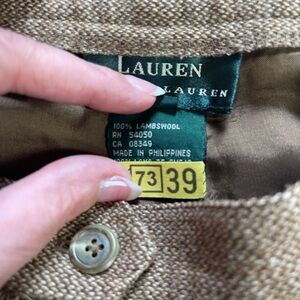 LAUREN
LAUREN
100% LAMBSWOOL
RN 54050
CA 08349
MADE IN PHILIPPINES
73 39